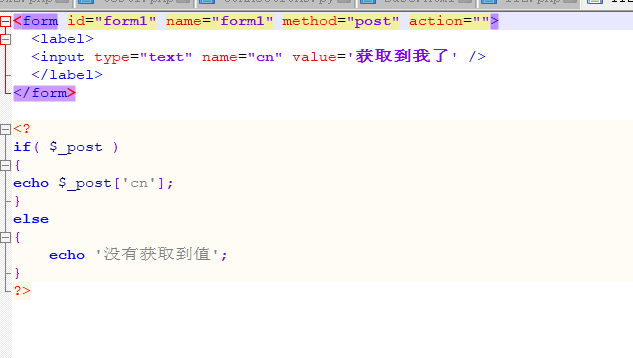 <form id="form1" name="form1" method="post" action="">
<label>
<input type="text" name="cn" value='获取到我了' />
</label>
</form>
<?
if( $_post )
{
echo $_post['cn'];
}
else
{
echo '没有获取到值';
}
?>